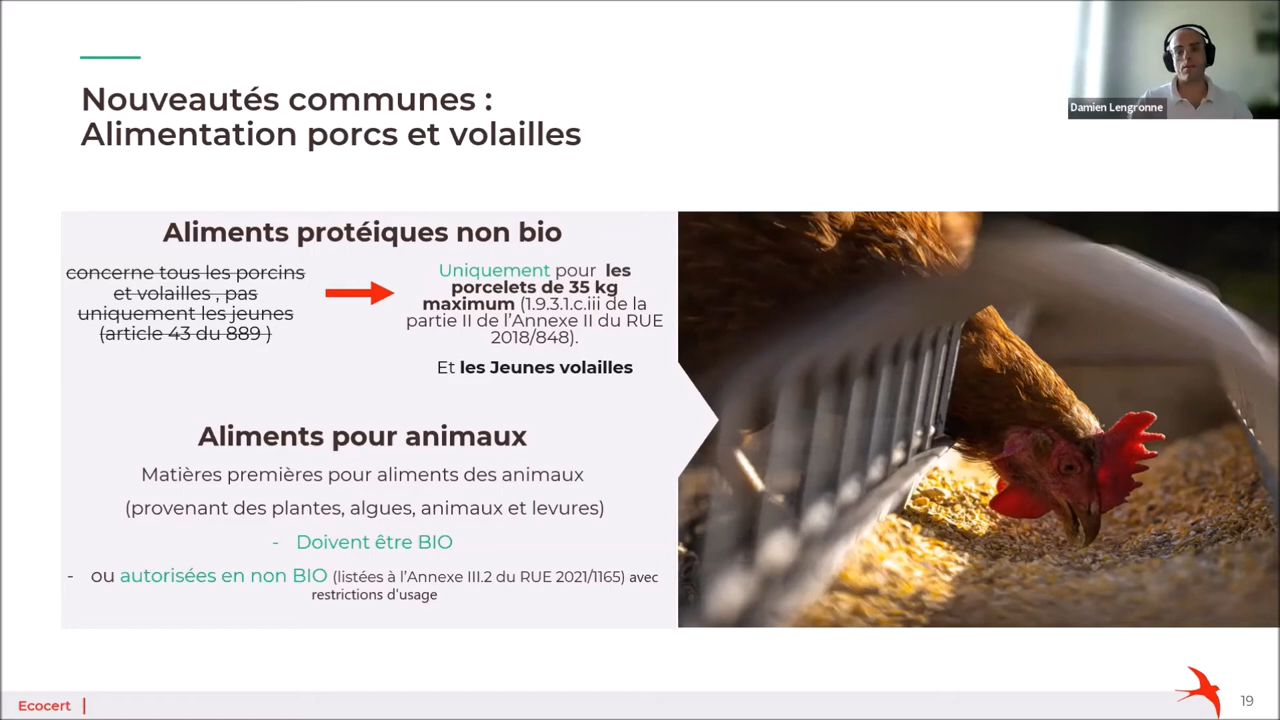 Damien Lengronne
Nouveautés communes :
Alimentation porcs et volailles
Aliments protéiques non bio
concerne tous les porcins
et volailles , pas
uniquement les jeunes
(article 43 du 889 )
Uniquement pour les
porcelets de 35 kg
maximum (1.9.3.1.c.iii de la
partie II de l'Annexe II du RUE
2018/848).
Et les Jeunes volailles
Aliments pour animaux
Matières premières pour aliments des animaux
(provenant des plantes, algues, animaux et levures)
- Doivent être BIO
- ou autorisées en non BIO (listées à l'Annexe III.2 du RUE 2021/1165) avec
restrictions d'usage
Ecocert |
19